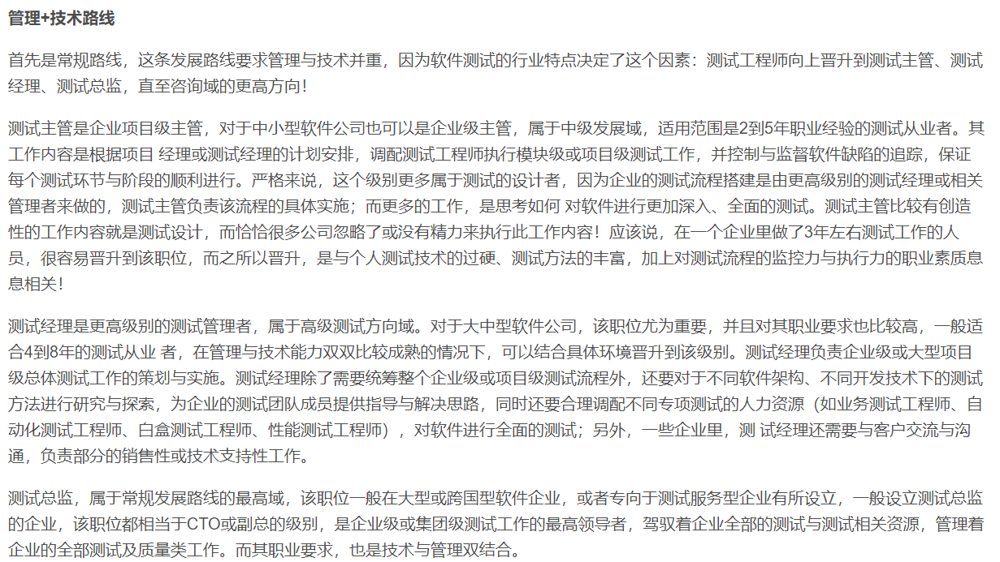 管理+技术路线
首先是常规路线，这条发展路线要求管理与技术并重，因为软件测试的行业特点决定了这个因素：测试工程师向上晋升到测试主管、测试
经理、测试总监，直至咨询域的更高方向！
测试主管是企业项目级主管，对于中小型软件公司也可以是企业级主管，属于中级发展域，适用范围是2到5年职业经验的测试从业者。其
工作内容是根据项目 经理或测试经理的计划安排，调配测试工程师执行模块级或项目级测试工作，并控制与监督软件缺陷的追踪，保证
每个测试环节与阶段的顺利进行。严格来说，这个级别更多属于测试的设计者，因为企业的测试流程搭建是由更高级别的测试经理或相关
管理者来做的，测试主管负责该流程的具体实施；而更多的工作，是思考如何 对软件进行更加深入、全面的测试。测试主管比较有创造
性的工作内容就是测试设计，而恰恰很多公司忽略了或没有精力来执行此工作内容！应该说，在一个企业里做了3年左右测试工作的人
员，很容易晋升到该职位，而之所以晋升，是与个人测试技术的过硬、测试方法的丰富，加上对测试流程的监控力与执行力的职业素质息
息相关！
测试经理是更高级别的测试管理者，属于高级测试方向域。对于大中型软件公司，该职位尤为重要，并且对其职业要求也比较高，一般适
合4到8年的测试从业 者，在管理与技术能力双双比较成熟的情况下，可以结合具体环境晋升到该级别。测试经理负责企业级或大型项目
级总体测试工作的策划与实施。测试经理除了需要统筹整个企业级或项目级测试流程外，还要对于不同软件架构、不同开发技术下的测试
方法进行研究与探索，为企业的测试团队成员提供指导与解决思路，同时还要合理调配不同专项测试的人力资源（如业务测试工程师、自
动化测试工程师、白盒测试工程师、性能测试工程师），对软件进行全面的测试；另外，一些企业里，测 试经理还需要与客户交流与沟
通，负责部分的销售性或技术支持性工作。
测试总监，属于常规发展路线的最高域，该职位一般在大型或跨国型软件企业，或者专向于测试服务型企业有所设立，一般设立测试总监
的企业，该职位都相当于CTO或副总的级别，是企业级或集团级测试工作的最高领导者，驾驭着企业全部的测试与测试相关资源，管理着
企业的全部测试及质量类工作。而其职业要求，也是技术与管理双结合。